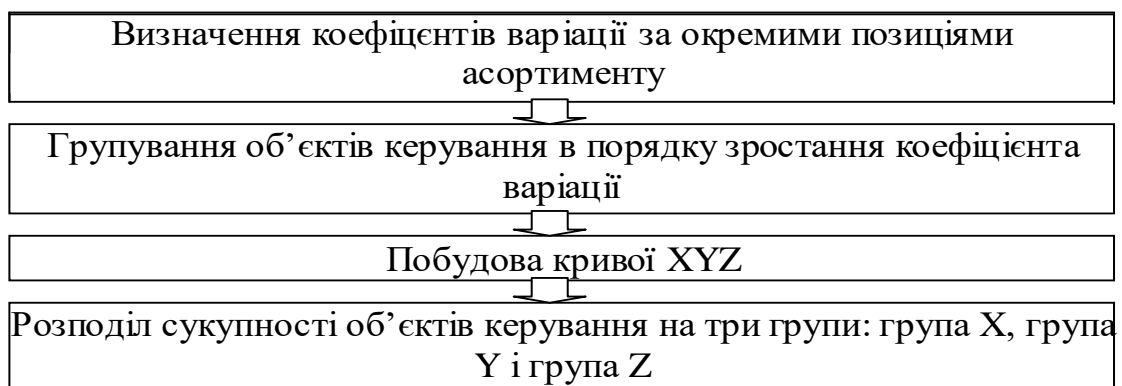 Визначення коефіцєнтів варіації за окремими позиціями
асортименту
Групування об’єктів керування в порядку зростання коефіцієнта
варіації
Побудова кривої XYZ
Розподіл сукупності об’єктів керування на три групи: група X, група
Y і група Z